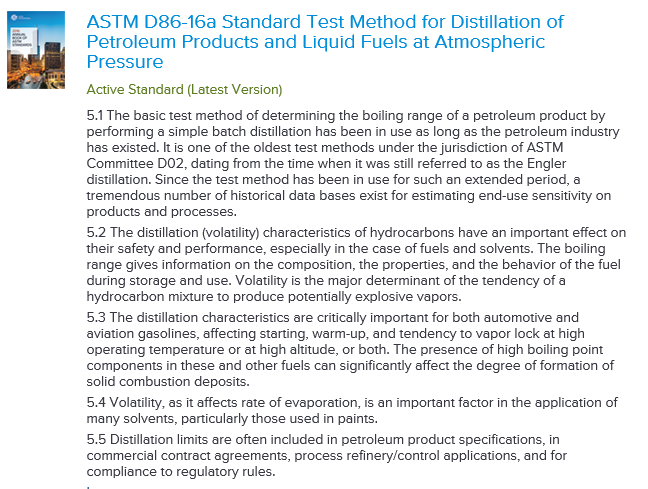 ASTM D86-16a Standard Test Method for Distillation of
Petroleum Products and Liquid Fuels at Atmospheric
Pressure
Active Standard (Latest Version)
5.1 The basic test method of determining the boiling range of a petroleum product by
performing a simple batch distillation has been in use as long as the petroleum industry
has existed. It is one of the oldest test methods under the jurisdiction of ASTM
Committee D02, dating from the time when it was still referred to as the Engler
distillation. Since the test method has been in use for such an extended period, a
tremendous number of historical data bases exist for estimating end-use sensitivity on
products and processes.
5.2 The distillation (volatility) characteristics of hydrocarbons have an important effect on
their safety and performance, especially in the case of fuels and solvents. The boiling
range gives information on the composition, the properties, and the behavior of the fuel
during storage and use. Volatility is the major determinant of the tendency of a
hydrocarbon mixture to produce potentially explosive vapors.
5.3 The distillation characteristics are critically important for both automotive and
aviation gasolines, affecting starting, warm-up, and tendency to vapor lock at high
operating temperature or at high altitude, or both. The presence of high boiling point
components in these and other fuels can significantly affect the degree of formation of
solid combustion deposits.
5.4 Volatility, as it affects rate of evaporation, is an important factor in the application of
many solvents, particularly those used in paints.
5.5 Distillation limits are often included in petroleum product specifications, in
commercial contract agreements, process refinery/control applications, and for
compliance to regulatory rules.
.